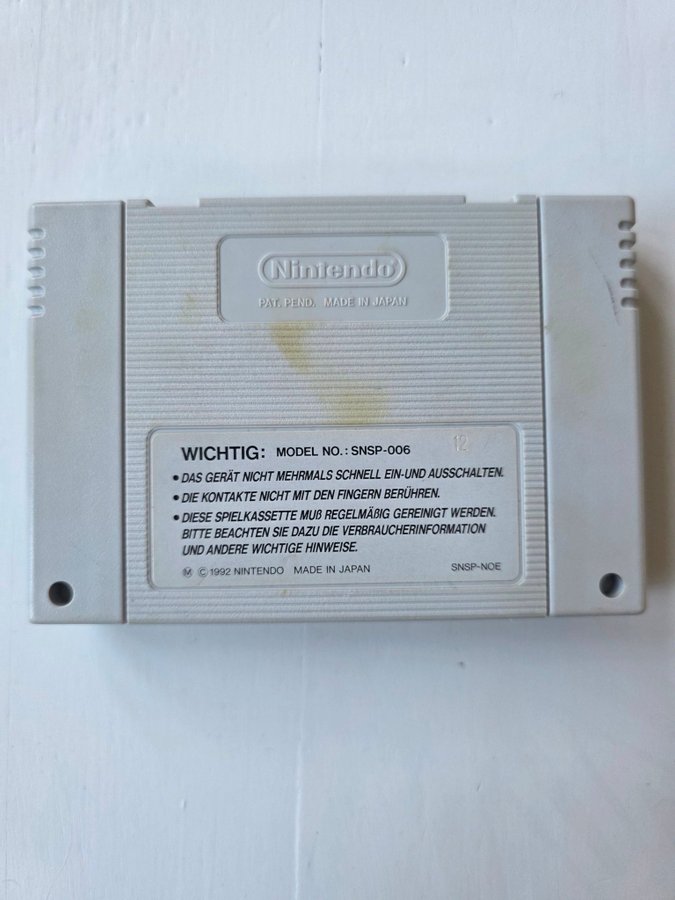 Nintendo
PAT. PEND. MADE IN JAPAN
WICHTIG: MODEL NO.: SNSP-006 12
• DAS GERÄT NICHT MEHRMALS SCHNELL EIN-UND AUSSCHALTEN.
• DIE KONTAKTE NICHT MIT DEN FINGERN BERÜHREN.
• DIESE SPIELKASSETTE MUß REGELMÄßIG GEREINIGT WERDEN.
BITTE BEACHTEN SIE DAZU DIE VERBRAUCHERINFORMATION
UND ANDERE WICHTIGE HINWEISE.
Ⓜ © 1992 NINTENDO MADE IN JAPAN SNSP-NOE